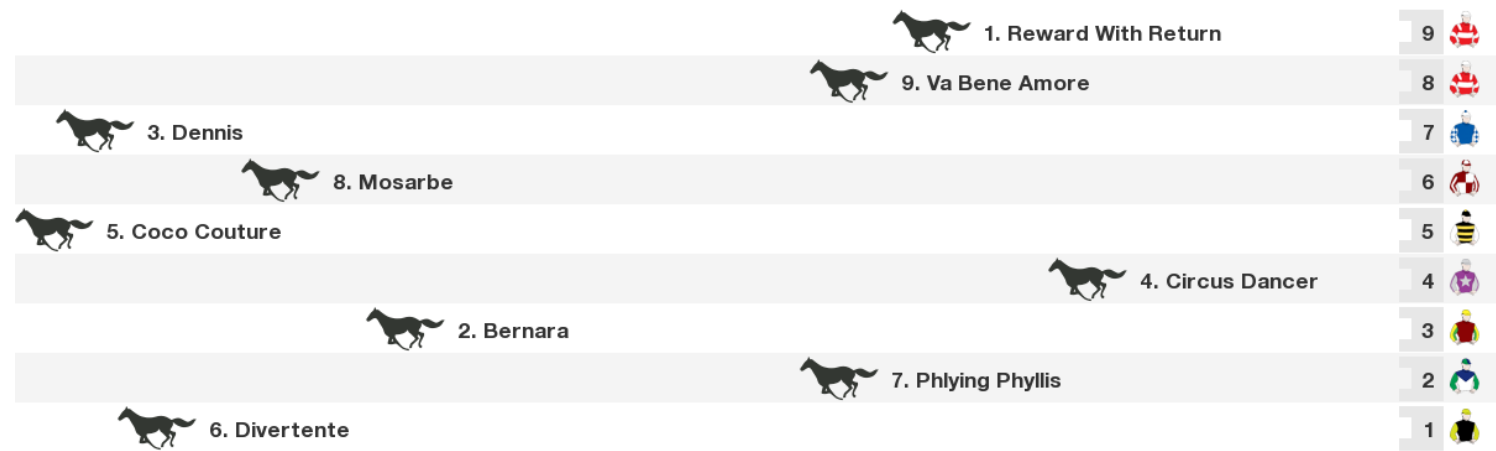 1. Reward With Return 9
9. Va Bene Amore 8
3. Dennis 7
8. Mosarbe 6
5. Coco Couture 5
4. Circus Dancer 4
2. Bernara 3
7. Phlying Phyllis 2
6. Divertente 1